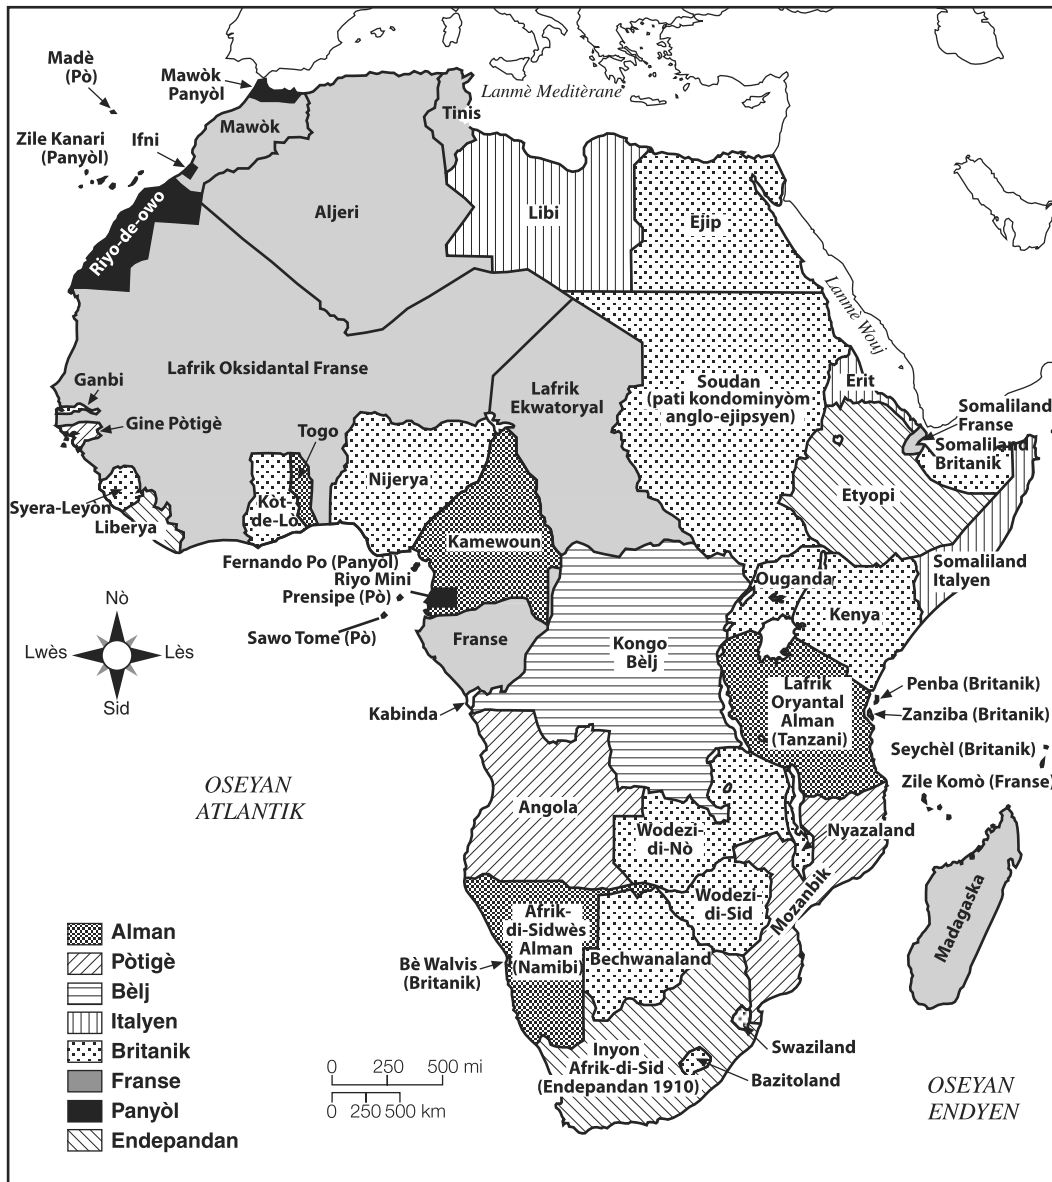 Madè
(Pò)
Mawòk
Panyòl
Lanmè Meditèrane
Tinis
Mawòk
Ifni
Zile Kanari
(Panyòl)
Riyo-de-owo
Aljeri
Libi
Ejip
Lanmè Wouj
Lafrik Oksidantal Franse
Ganbi
Gine Pòtigè
Togo
Lafrik
Ekwatoryal
Soudan
(pati kondominyòm
anglo-ejipsyen)
Erit
Somaliland
Franse
Somaliland
Britanik
Nijerya
Etyopi
Syera-Leyòn
Liberya
Kòt-
de-Lò
Kamewoun
Fernando Po (Panyòl)
Riyo Mini
Prensipe (Pò)
Sawo Tome (Pò)
Somaliland
Italyen
Ouganda
Kenya
Franse
Kongo
Bèlj
Nò
Lwès
Lès
Sid
Kabinda
Lafrik
Oryantal
Alman
(Tanzani)
Penba (Britanik)
Zanziba (Britanik)
Seychèl (Britanik)
Zile Komò (Franse)
OSEYAN
ATLANTIK
Angola
Wodezi-
di-Nò
Nyazaland
Wodezi-
di-Sid
Mozanbik
Madagaska
Afrik-
di-Sidwès
Alman
(Namibi)
Bechwanaland
Bè Walvis
(Britanik)
Swaziland
Inyon
Afrik-di-Sid
(Endepandan 1910)
Bazitoland
OSEYAN
ENDYEN
Alman
Pòtigè
Bèlj
Italyen
Britanik
Franse
Panyòl
Endepandan
0 250 500 mi
0 250 500 km